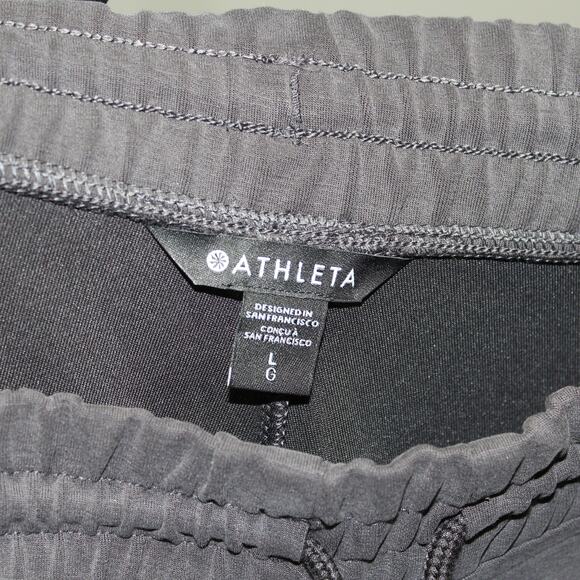 ATHLETA
DESIGNED IN
SAN FRANCISCO
CONÇU À
SAN FRANCISCO
L
G